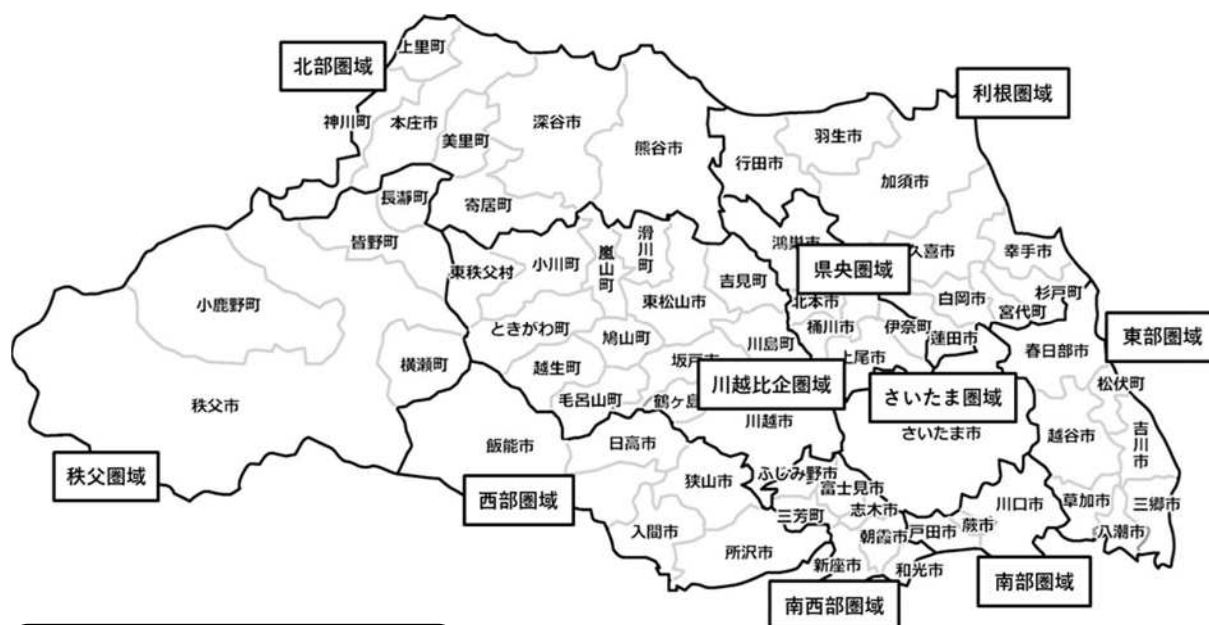 上里町
北部圏域
利根圏域
神川町
本庄市
美里町
深谷市
熊谷市
行田市
羽生市
加須市
長瀞町
寄居町
皆野町
東秩父村
小川町
嵐山町
滑川町
吉見町
鴻巣市
久喜市
幸手市
県央圏域
小鹿野町
東松山市
北本市
白岡市
杉戸町
宮代町
ときがわ町
鳩山町
川島町
桶川市
伊奈町
蓮田市
春日部市
東部圏域
横瀬町
越生町
坂戸市
上尾市
川越比企圏域
さいたま圏域
松伏町
秩父市
毛呂山町
鶴ヶ島
川越市
さいたま市
越谷市
吉川市
飯能市
日高市
秩父圏域
西部圏域
狭山市
ふじみ野市
富士見市
三芳町
志木市
川口市
草加市
三郷市
入間市
所沢市
朝霞市
戸田市
蕨市
八潮市
新座市
和光市
南部圏域
南西部圏域